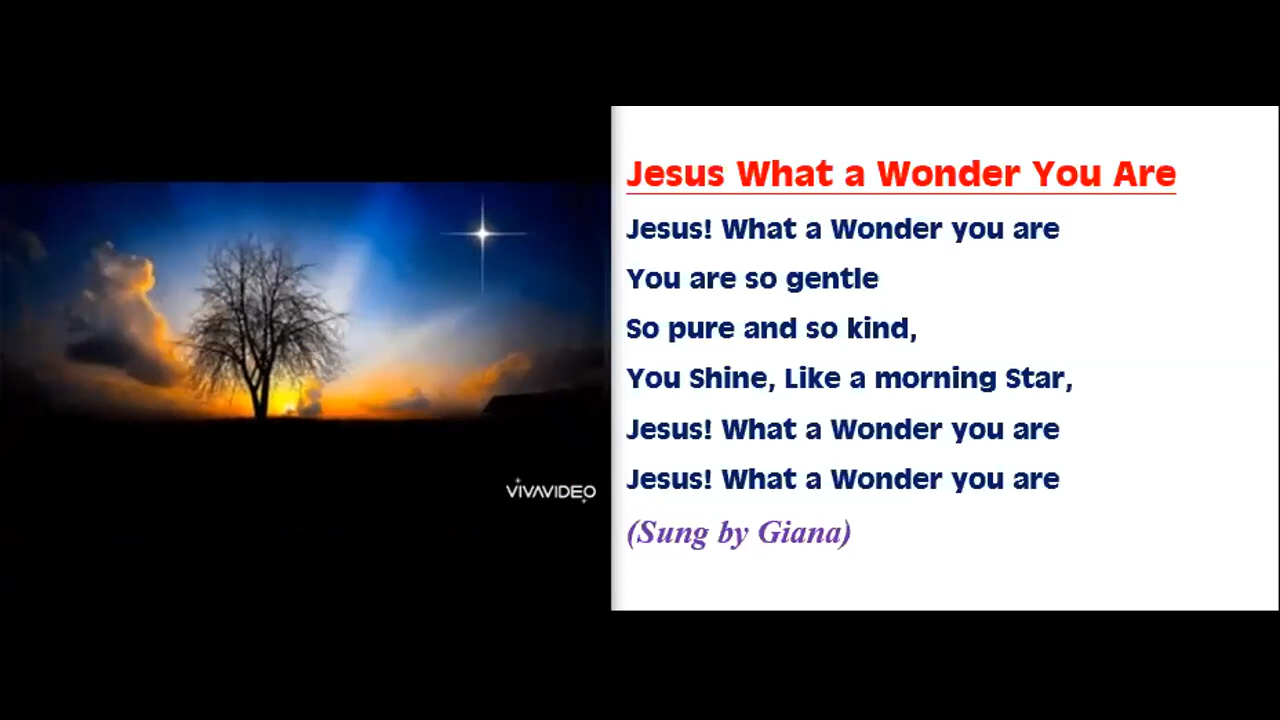 Jesus What a Wonder You Are
Jesus! What a Wonder you are
You are so gentle
So pure and so kind,
You Shine, Like a morning Star,
Jesus! What a Wonder you are
Jesus! What a Wonder you are
(Sung by Giana)
VIVAVIDEO